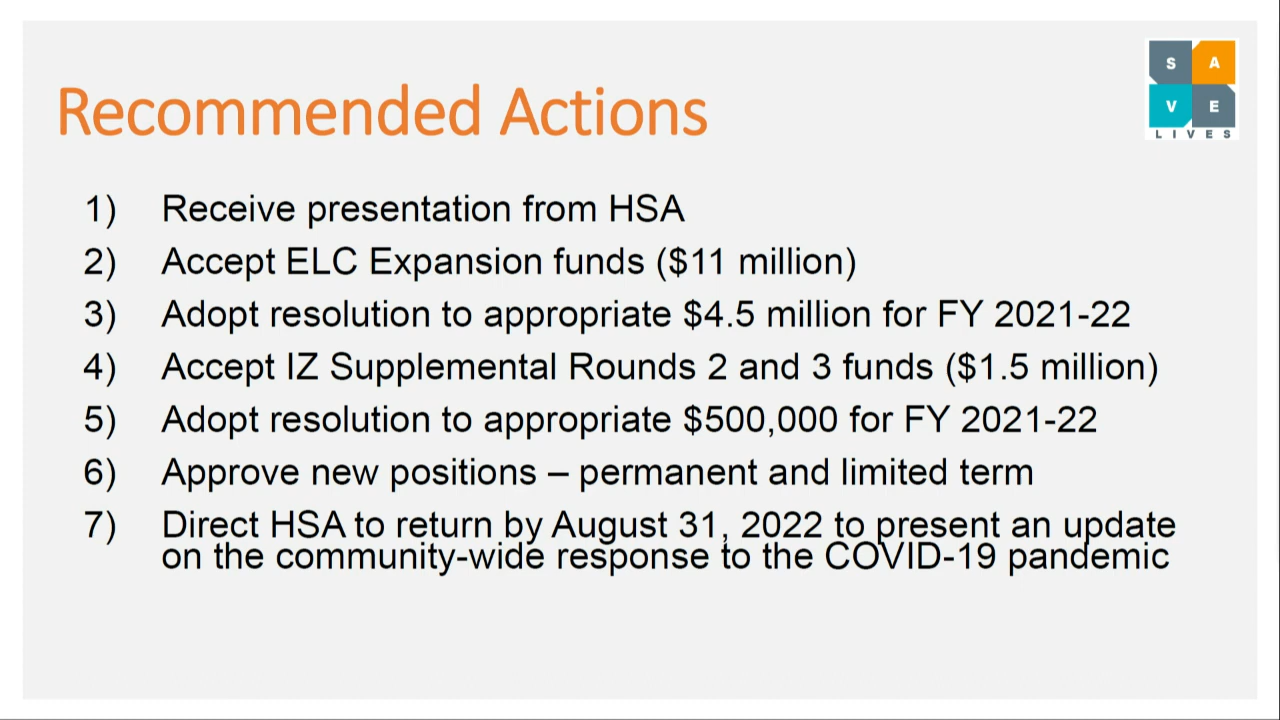 S A
V E
LIVES
Recommended Actions
1) Receive presentation from HSA
2) Accept ELC Expansion funds ($11 million)
3) Adopt resolution to appropriate $4.5 million for FY 2021-22
4) Accept IZ Supplemental Rounds 2 and 3 funds ($1.5 million)
5) Adopt resolution to appropriate $500,000 for FY 2021-22
6) Approve new positions – permanent and limited term
7) Direct HSA to return by August 31, 2022 to present an update
on the community-wide response to the COVID-19 pandemic